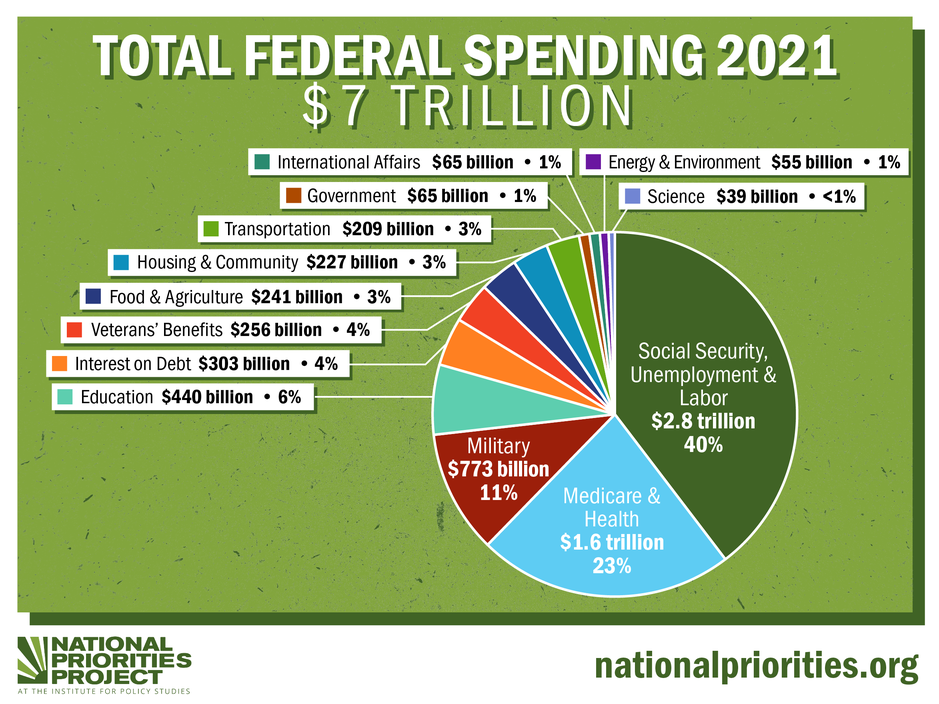 TOTAL FEDERAL SPENDING 2021
$7 TRILLION
International Affairs $65 billion • 1%
Energy & Environment $55 billion • 1%
Government $65 billion • 1%
Science $39 billion • <1%
Transportation $209 billion • 3%
Housing & Community $227 billion • 3%
Food & Agriculture $241 billion • 3%
Veterans' Benefits $256 billion • 4%
Interest on Debt $303 billion • 4%
Education $440 billion • 6%
Social Security,
Unemployment &
Labor
$2.8 trillion
40%
Military
$773 billion
11%
Medicare &
Health
$1.6 trillion
23%
NATIONAL
PRIORITIES
PROJECT
AT THE INSTITUTE FOR POLICY STUDIES
nationalpriorities.org